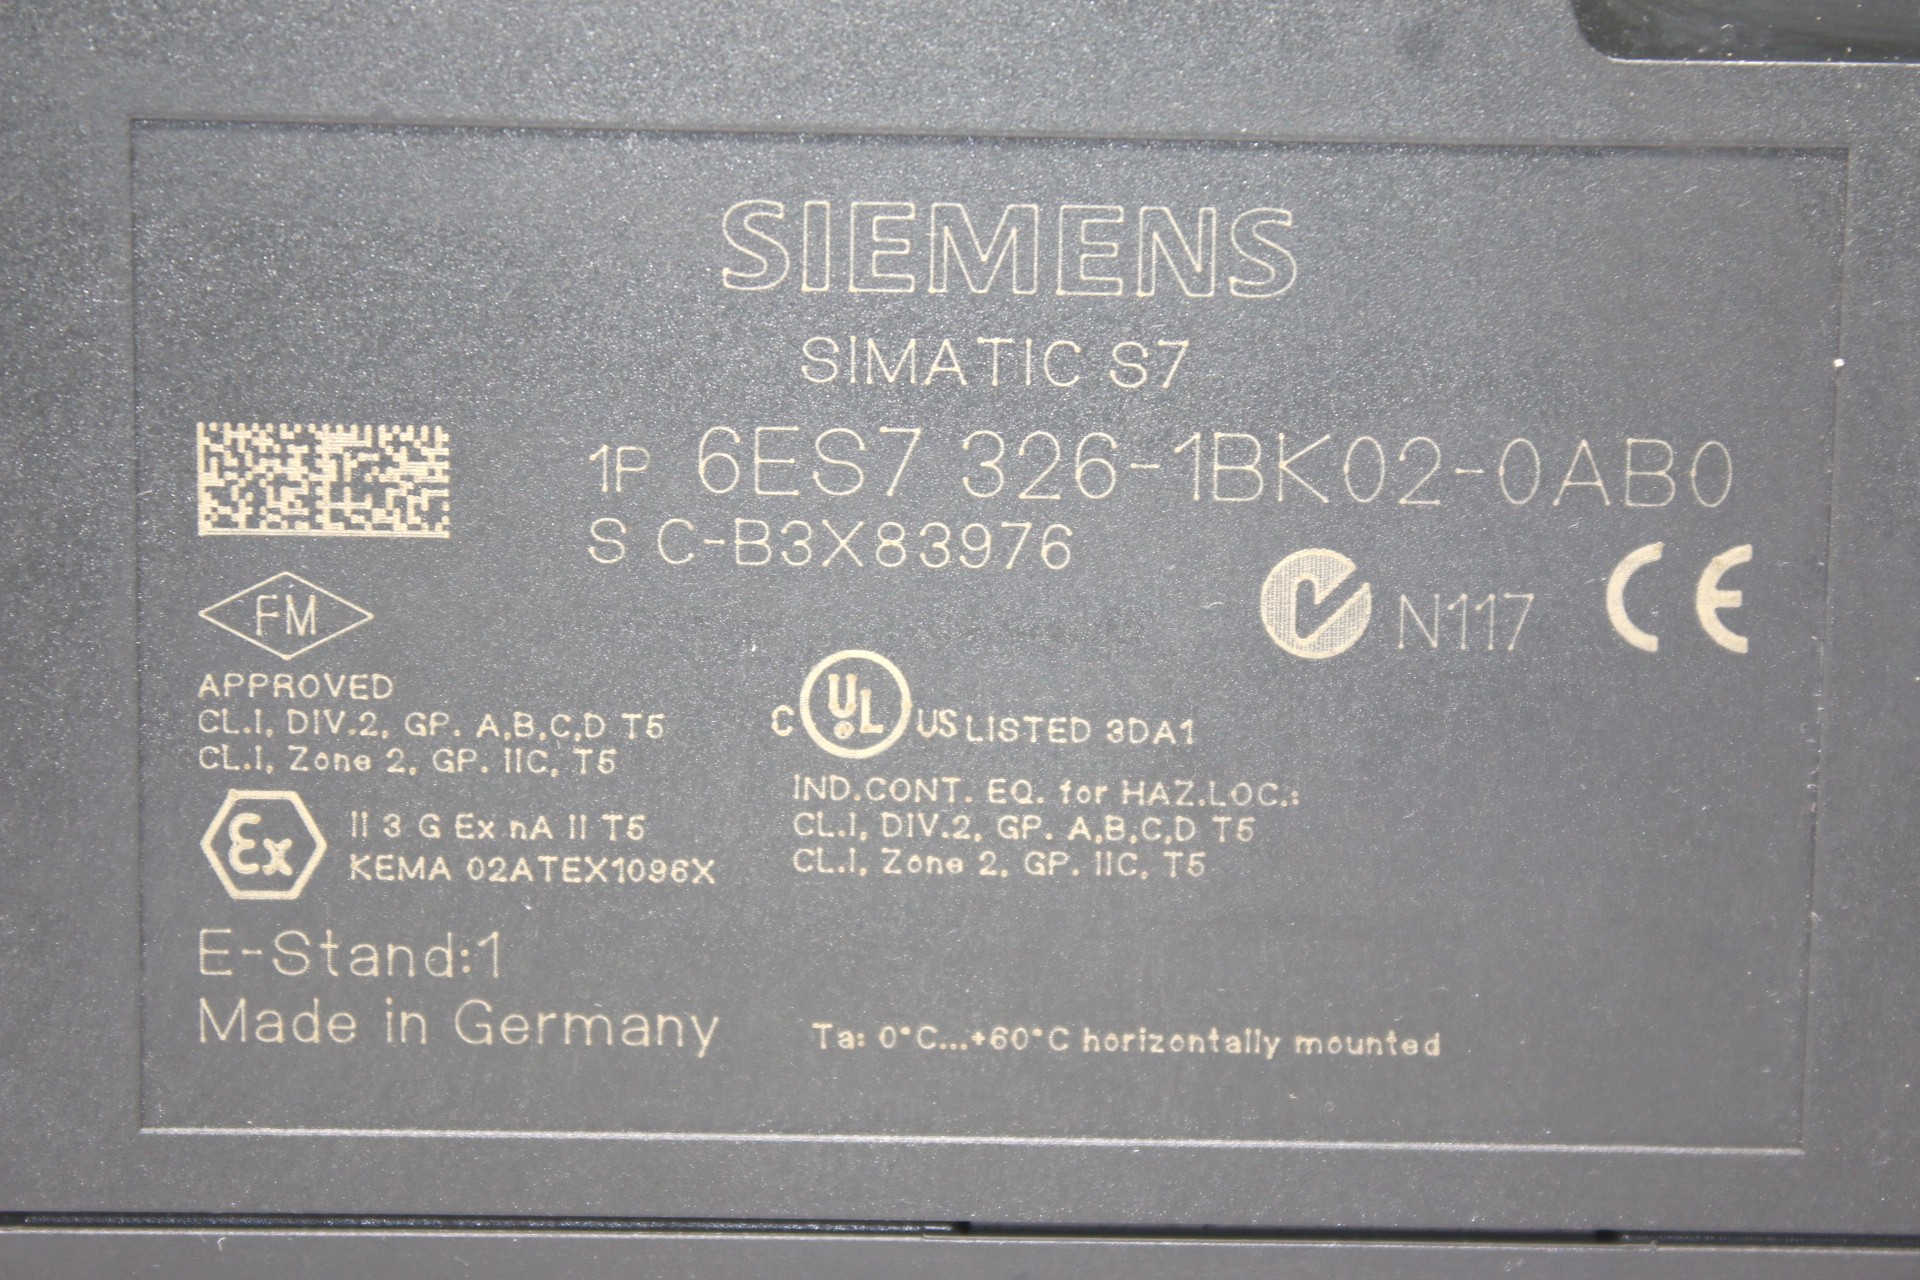 SIEMENS
SIMATIC S7
1P 6ES7 326-1BK02-0AB0
S C-B3X83976
N117 CE
FM
APPROVED
CL.I, DIV.2, GP. A,B,C,D T5
CL.I, Zone 2, GP. IIC, T5
C UL ® US LISTED 3DA1
IND.CONT. EQ. for HAZ.LOC.:
CL.I, DIV.2, GP. A,B,C,D T5
CL.I, Zone 2, GP. IIC, T5
Ex II 3 G Ex nA II T5
KEMA 02ATEX1096X
E-Stand:1
Made in Germany
Ta: 0°C...+60°C horizontally mounted